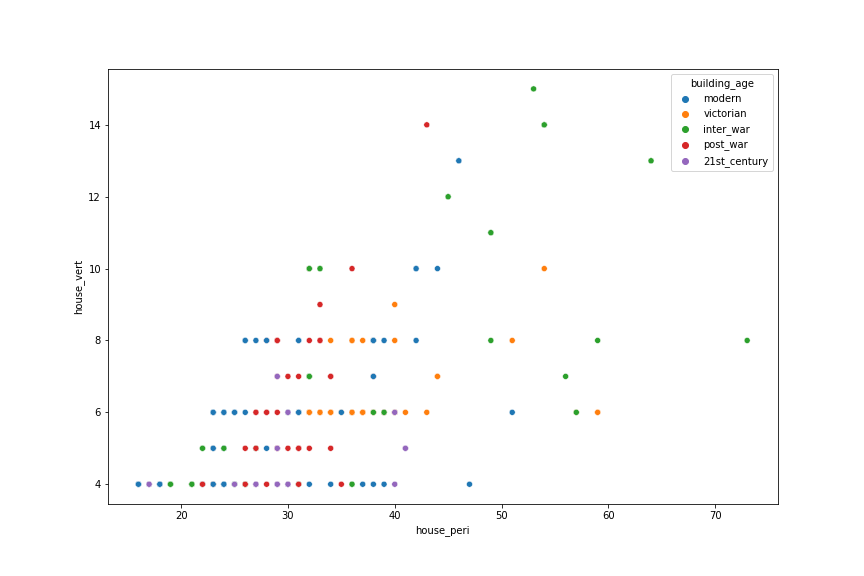 building_age
modern
victorian
inter_war
post_war
21st_century
14
12
10
8
6
4
house_vert
20 30 40 50 60 70
house_peri